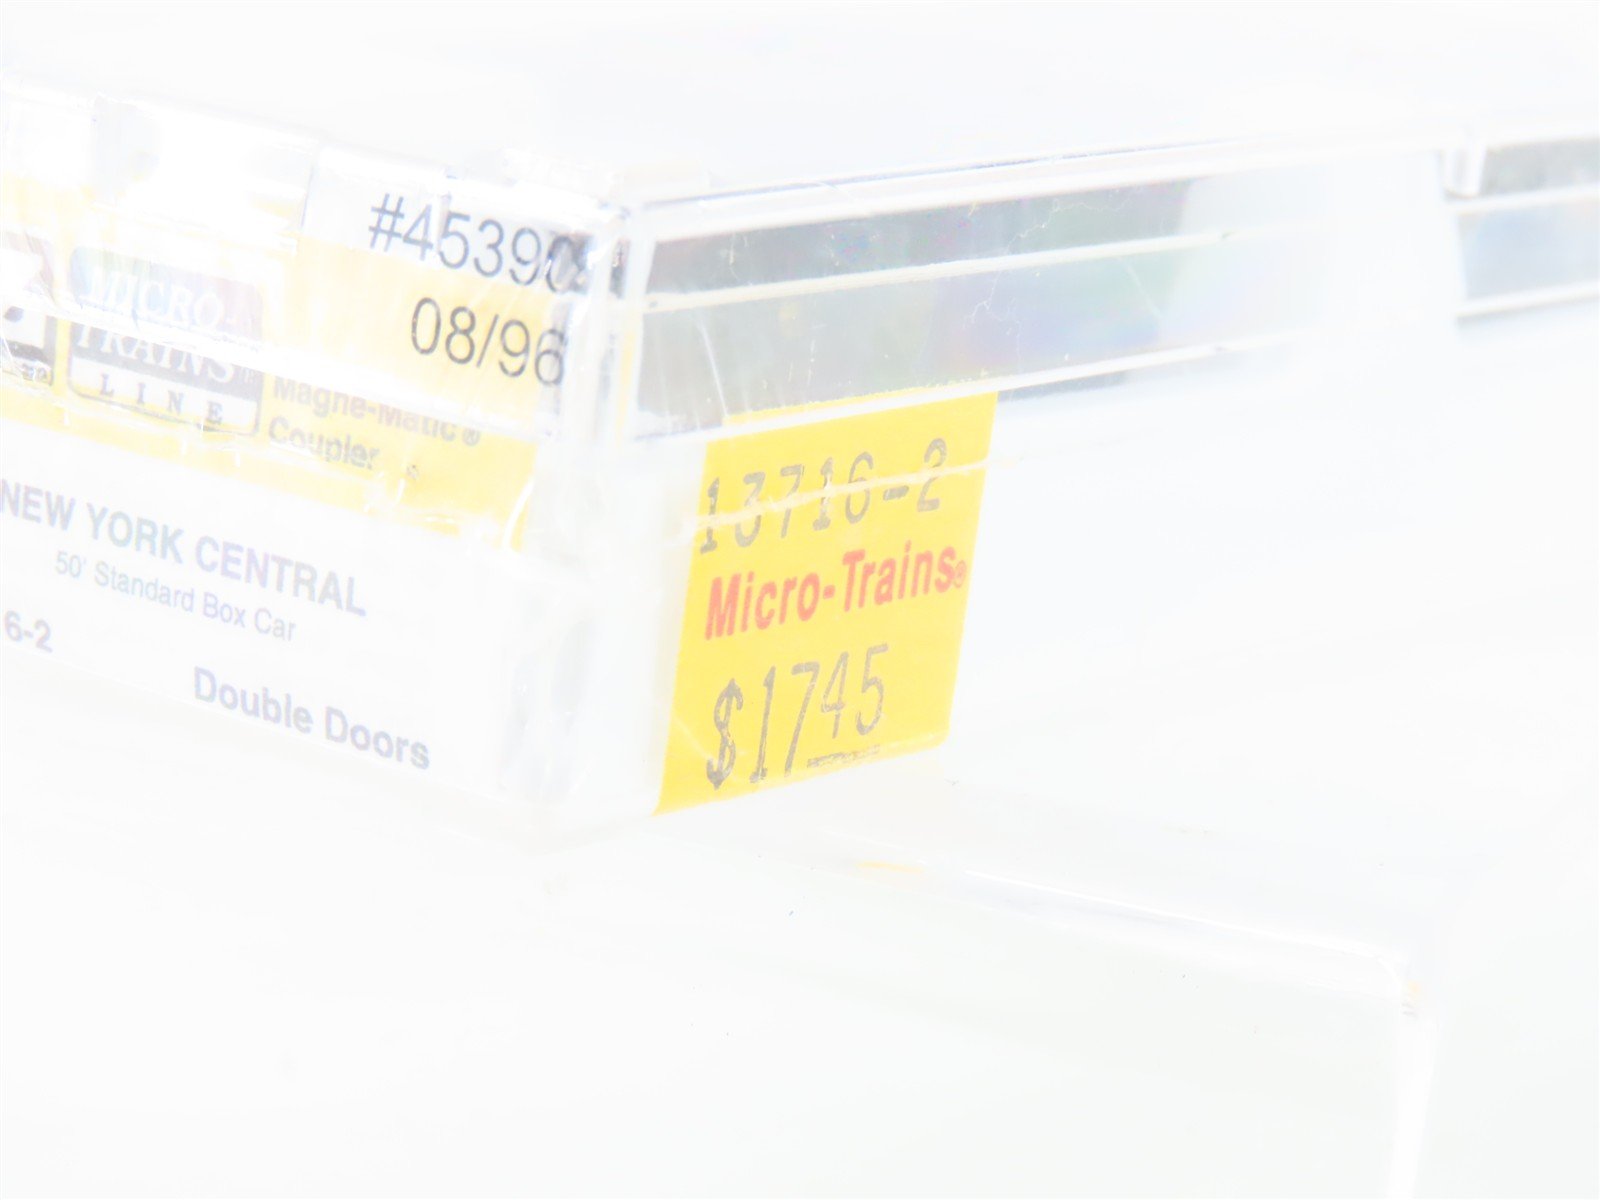 #45390
08/96
MICRO
TRAINS
LINE
Magne-Matic®
Coupler
NEW YORK CENTRAL
50' Standard Box Car
6-2
Double Doors
13716-2
Micro-Trains®
$1745